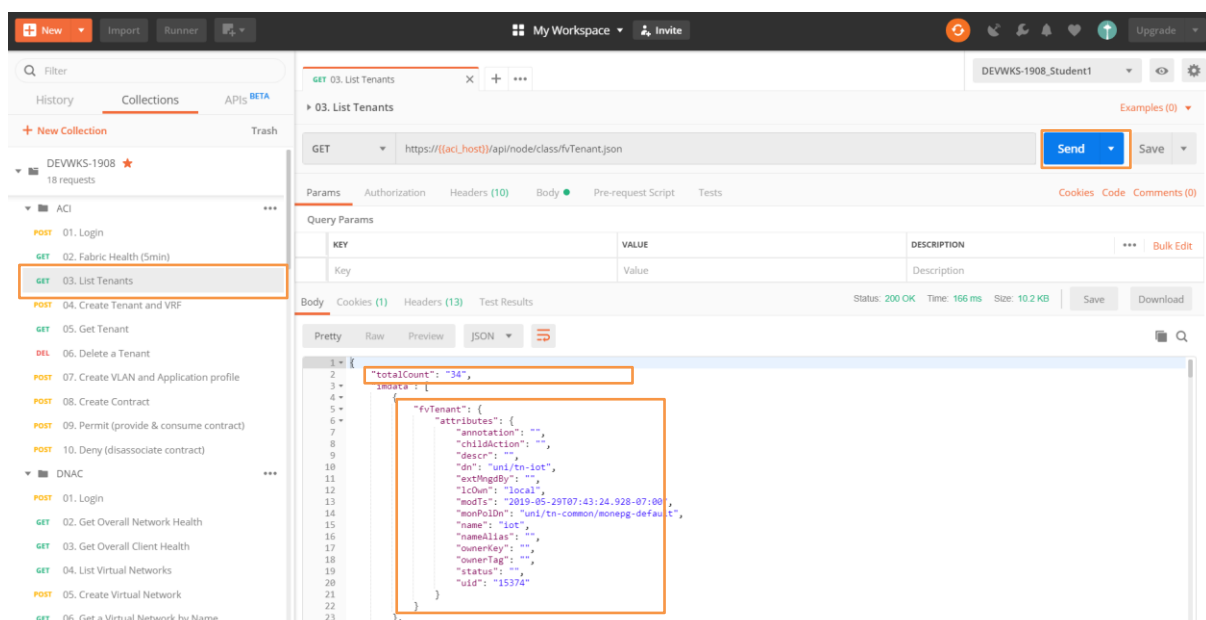 New Import Runner My Workspace Invite Upgrade
Filter
History Collections APIs BETA
+ New Collection Trash
DEVWKS-1908
18 requests
ACI
POST 01. Login
GET 02. Fabric Health (5min)
GET 03. List Tenants
POST 04. Create Tenant and VRF
GET 05. Get Tenant
DEL 06. Delete a Tenant
POST 07. Create VLAN and Application profile
POST 08. Create Contract
POST 09. Permit (provide & consume contract)
POST 10. Deny (disassociate contract)
DNAC
POST 01. Login
GET 02. Get Overall Network Health
GET 03. Get Overall Client Health
GET 04. List Virtual Networks
POST 05. Create Virtual Network
GET 06. Get a Virtual Network by Name
GET 03. List Tenants
DEVWKS-1908_Student1
03. List Tenants Examples (0)
GET https://{{aci_host}}/api/node/class/fvTenant.json Send Save
Params Authorization Headers (10) Body Pre-request Script Tests Cookies Code Comments (0)
Query Params
KEY VALUE DESCRIPTION Bulk Edit
Key Value Description
Body Cookies (1) Headers (13) Test Results Status: 200 OK Time: 166 ms Size: 10.2 KB Save Download
Pretty Raw Preview JSON
1 {
2 "totalCount": "34",
3 "imdata": [
4 {
5 "fvTenant": {
6 "attributes": {
7 "annotation": "",
8 "childAction": "",
9 "descr": "",
10 "dn": "uni/tn-iot",
11 "extMngdBy": "",
12 "lcOwn": "local",
13 "modTs": "2019-05-29T07:43:24.928-07:00",
14 "monPolDn": "uni/tn-common/monepg-default",
15 "name": "iot",
16 "nameAlias": "",
17 "ownerKey": "",
18 "ownerTag": "",
19 "status": "",
20 "uid": "15374"
21 }
22 }
23 },